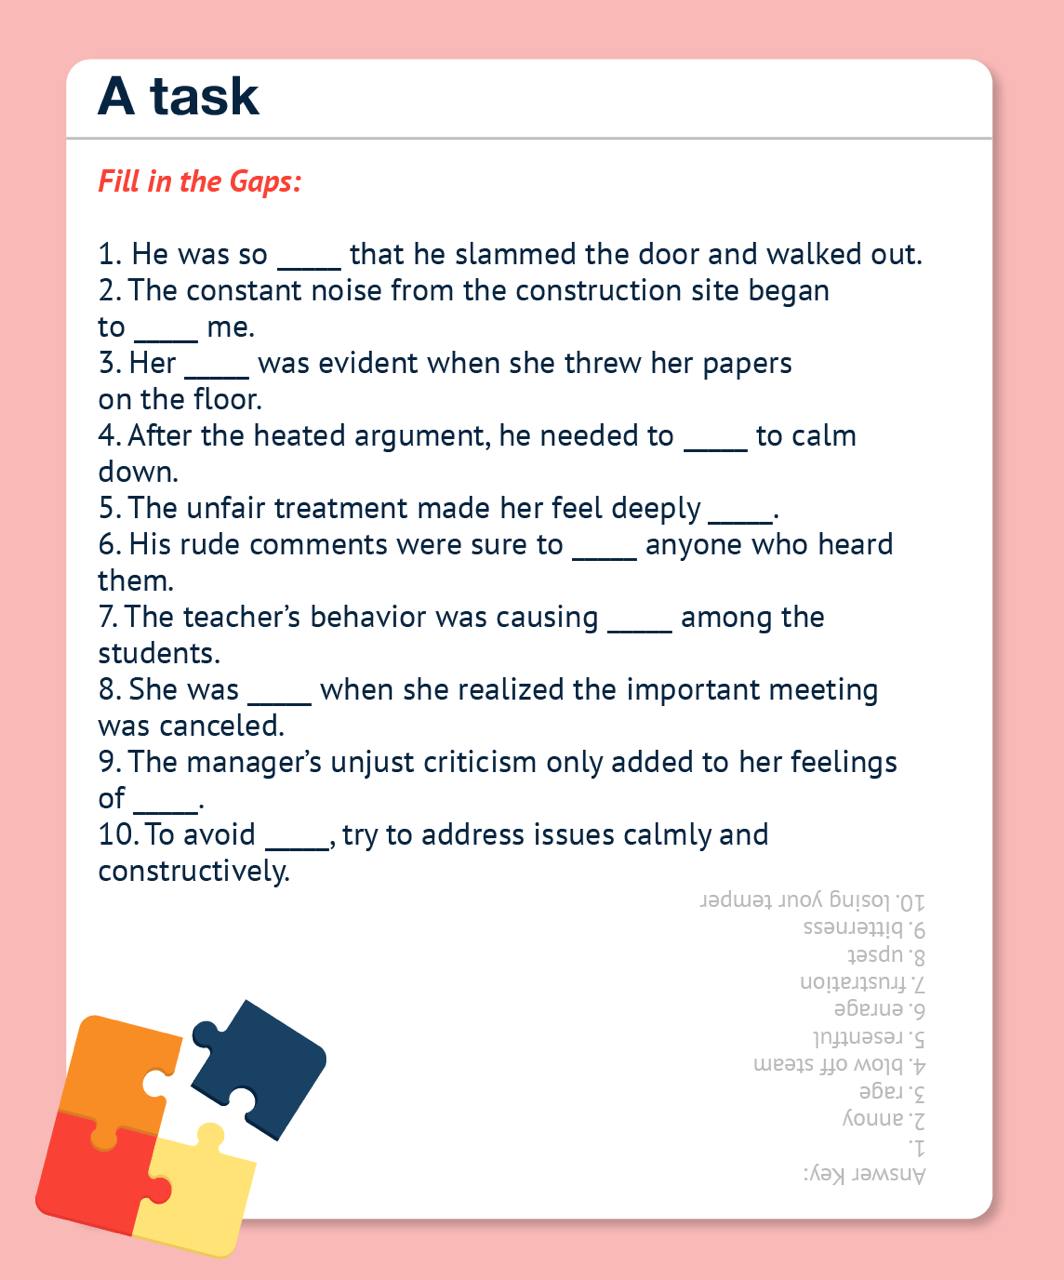 A task
Fill in the Gaps:
1. He was so _____ that he slammed the door and walked out.
2. The constant noise from the construction site began
to _____ me.
3. Her _____ was evident when she threw her papers
on the floor.
4. After the heated argument, he needed to _____ to calm
down.
5. The unfair treatment made her feel deeply _____.
6. His rude comments were sure to _____ anyone who heard
them.
7. The teacher’s behavior was causing _____ among the
students.
8. She was _____ when she realized the important meeting
was canceled.
9. The manager’s unjust criticism only added to her feelings
of _____.
10. To avoid _____, try to address issues calmly and
constructively.
Answer Key:
1.
2. annoy
3. rage
4. blow off steam
5. resentful
6. enrage
7. frustration
8. upset
9. bitterness
10. losing your temper